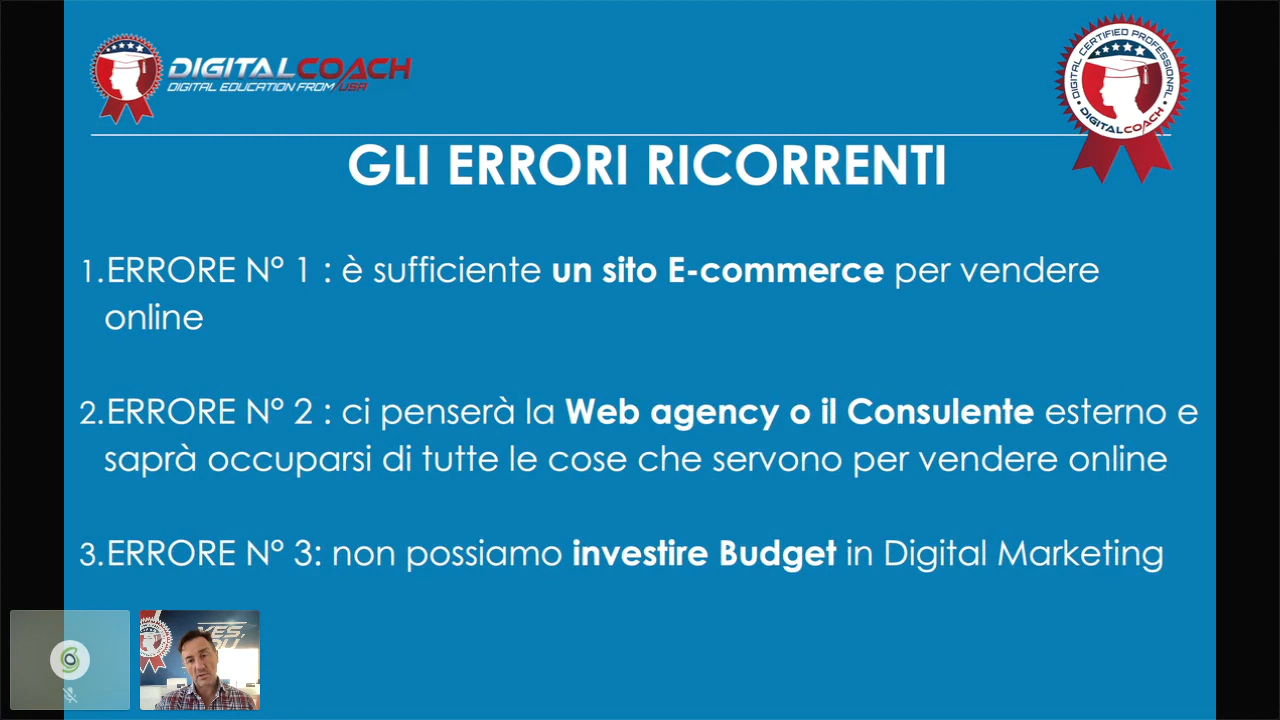 DIGITALCOACH
DIGITAL EDUCATION FROM USA
• DIGITAL CERTIFIED PROFESSIONAL •
DIGITALCOACH
GLI ERRORI RICORRENTI
1.ERRORE N° 1 : è sufficiente un sito E-commerce per vendere
online
2.ERRORE N° 2 : ci penserà la Web agency o il Consulente esterno e
saprà occuparsi di tutte le cose che servono per vendere online
3.ERRORE N° 3: non possiamo investire Budget in Digital Marketing
YES,